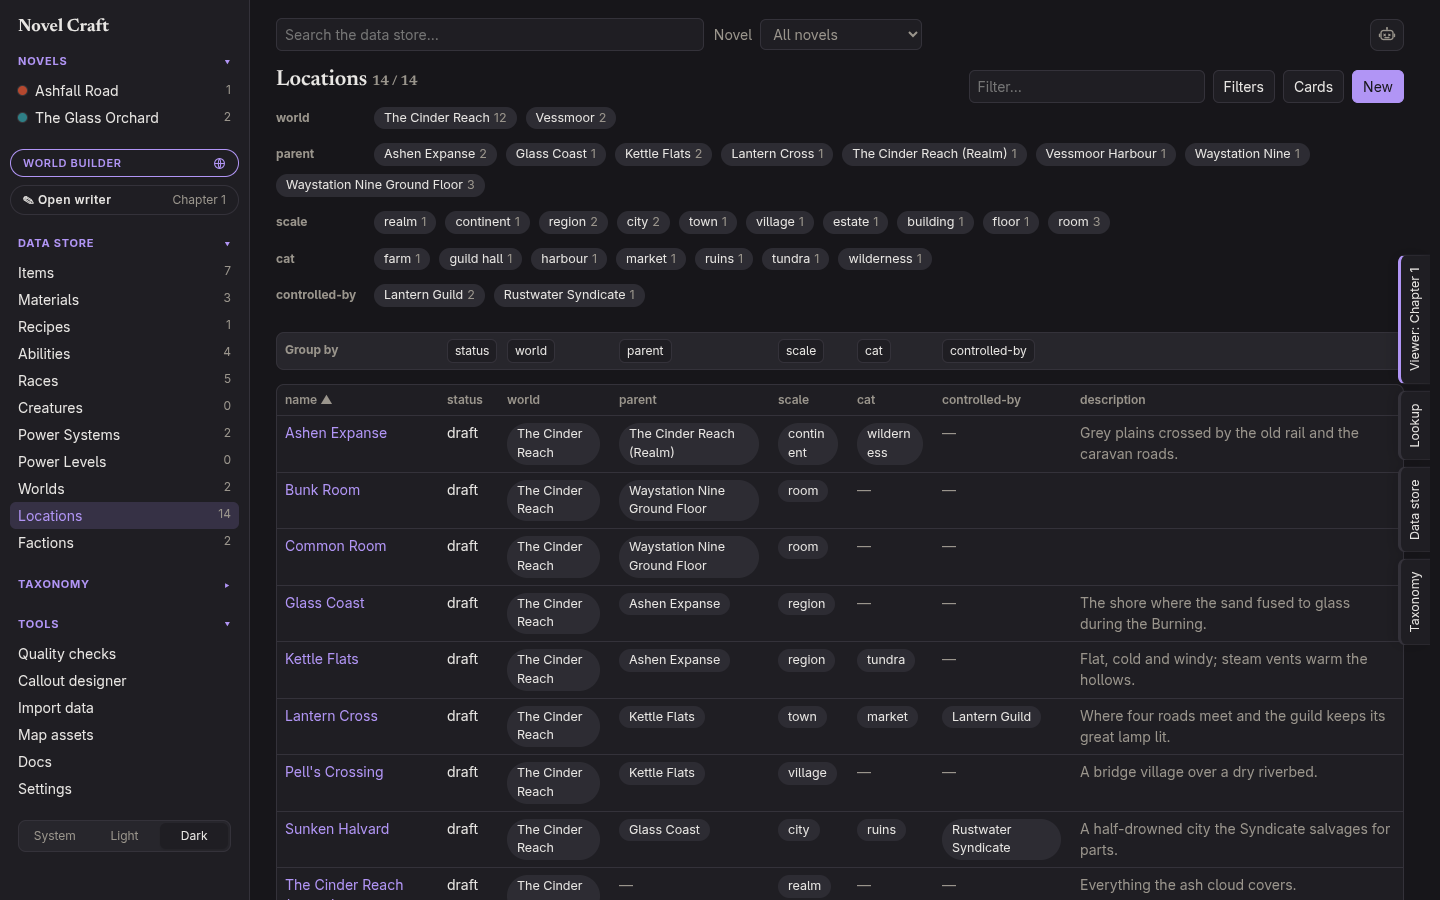 Novel Craft
NOVELS
Ashfall Road 1
The Glass Orchard 2
WORLD BUILDER
Open writer Chapter 1
DATA STORE
Items 7
Materials 3
Recipes 1
Abilities 4
Races 5
Creatures 0
Power Systems 2
Power Levels 0
Worlds 2
Locations 14
Factions 2
TAXONOMY
TOOLS
Quality checks
Callout designer
Import data
Map assets
Docs
Settings
System Light Dark
Search the data store... Novel All novels
Locations 14 / 14
Filter... Filters Cards New
world The Cinder Reach 12 Vessmoor 2
parent Ashen Expanse 2 Glass Coast 1 Kettle Flats 2 Lantern Cross 1 The Cinder Reach (Realm) 1 Vessmoor Harbour 1 Waystation Nine 1
Waystation Nine Ground Floor 3
scale realm 1 continent 1 region 2 city 2 town 1 village 1 estate 1 building 1 floor 1 room 3
cat farm 1 guild hall 1 harbour 1 market 1 ruins 1 tundra 1 wilderness 1
controlled-by Lantern Guild 2 Rustwater Syndicate 1
Group by status world parent scale cat controlled-by
name ▲ status world parent scale cat controlled-by description
Ashen Expanse draft The Cinder The Cinder Reach contin wildern — Grey plains crossed by the old rail and the
Reach (Realm) ent ess caravan roads.
Bunk Room draft The Cinder Waystation Nine room — —
Reach Ground Floor
Common Room draft The Cinder Waystation Nine room — —
Reach Ground Floor
Glass Coast draft The Cinder Ashen Expanse region — — The shore where the sand fused to glass
Reach during the Burning.
Kettle Flats draft The Cinder Ashen Expanse region tundra — Flat, cold and windy; steam vents warm the
Reach hollows.
Lantern Cross draft The Cinder Kettle Flats town market Lantern Guild Where four roads meet and the guild keeps its
Reach great lamp lit.
Pell's Crossing draft The Cinder Kettle Flats village — — A bridge village over a dry riverbed.
Reach
Sunken Halvard draft The Cinder Glass Coast city ruins Rustwater A half-drowned city the Syndicate salvages for
Reach Syndicate parts.
The Cinder Reach draft The Cinder — realm — — Everything the ash cloud covers.
Viewer: Chapter 1
Lookup
Data store
Taxonomy